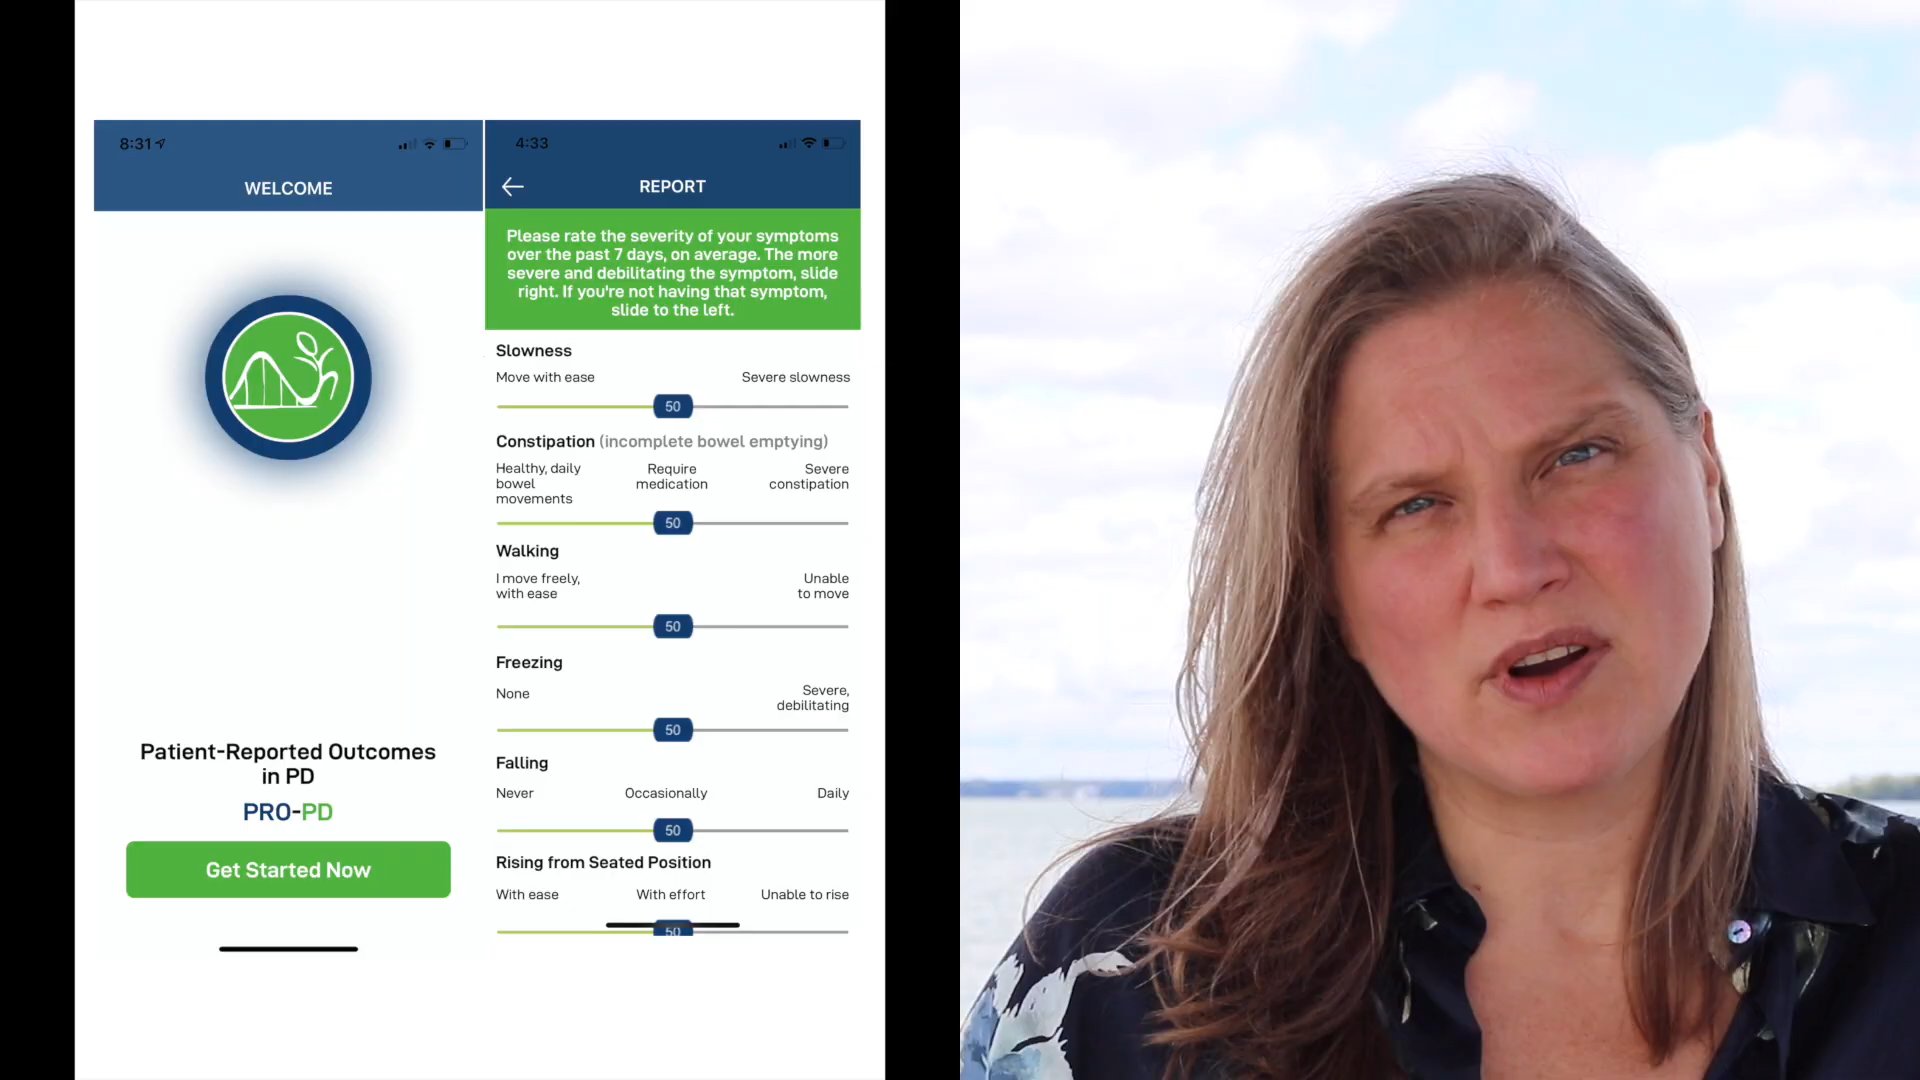 8:31
WELCOME
Patient-Reported Outcomes
in PD
PRO-PD
Get Started Now
4:33
REPORT
Please rate the severity of your symptoms
over the past 7 days, on average. The more
severe and debilitating the symptom, slide
right. If you're not having that symptom,
slide to the left.
Slowness
Move with ease Severe slowness
50
Constipation (incomplete bowel emptying)
Healthy, daily
bowel
movements
Require
medication
Severe
constipation
50
Walking
I move freely,
with ease
Unable
to move
50
Freezing
None
Severe,
debilitating
50
Falling
Never Occasionally Daily
50
Rising from Seated Position
With ease With effort Unable to rise
50